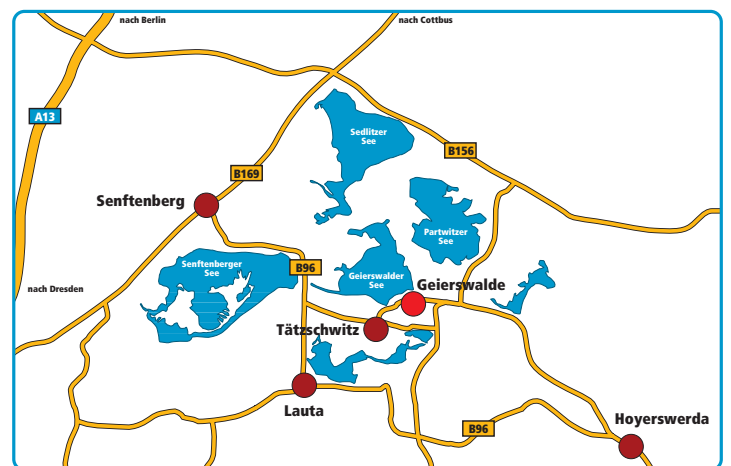 nach Berlin
nach Cottbus
A13
Sedlitzer
See
B156
B169
Senftenberg
Partwitzer
See
Senftenberger
See
B96
Geierswalder
See
Geierswalde
nach Dresden
Tätzschwitz
Lauta
Hoyerswerda
B96